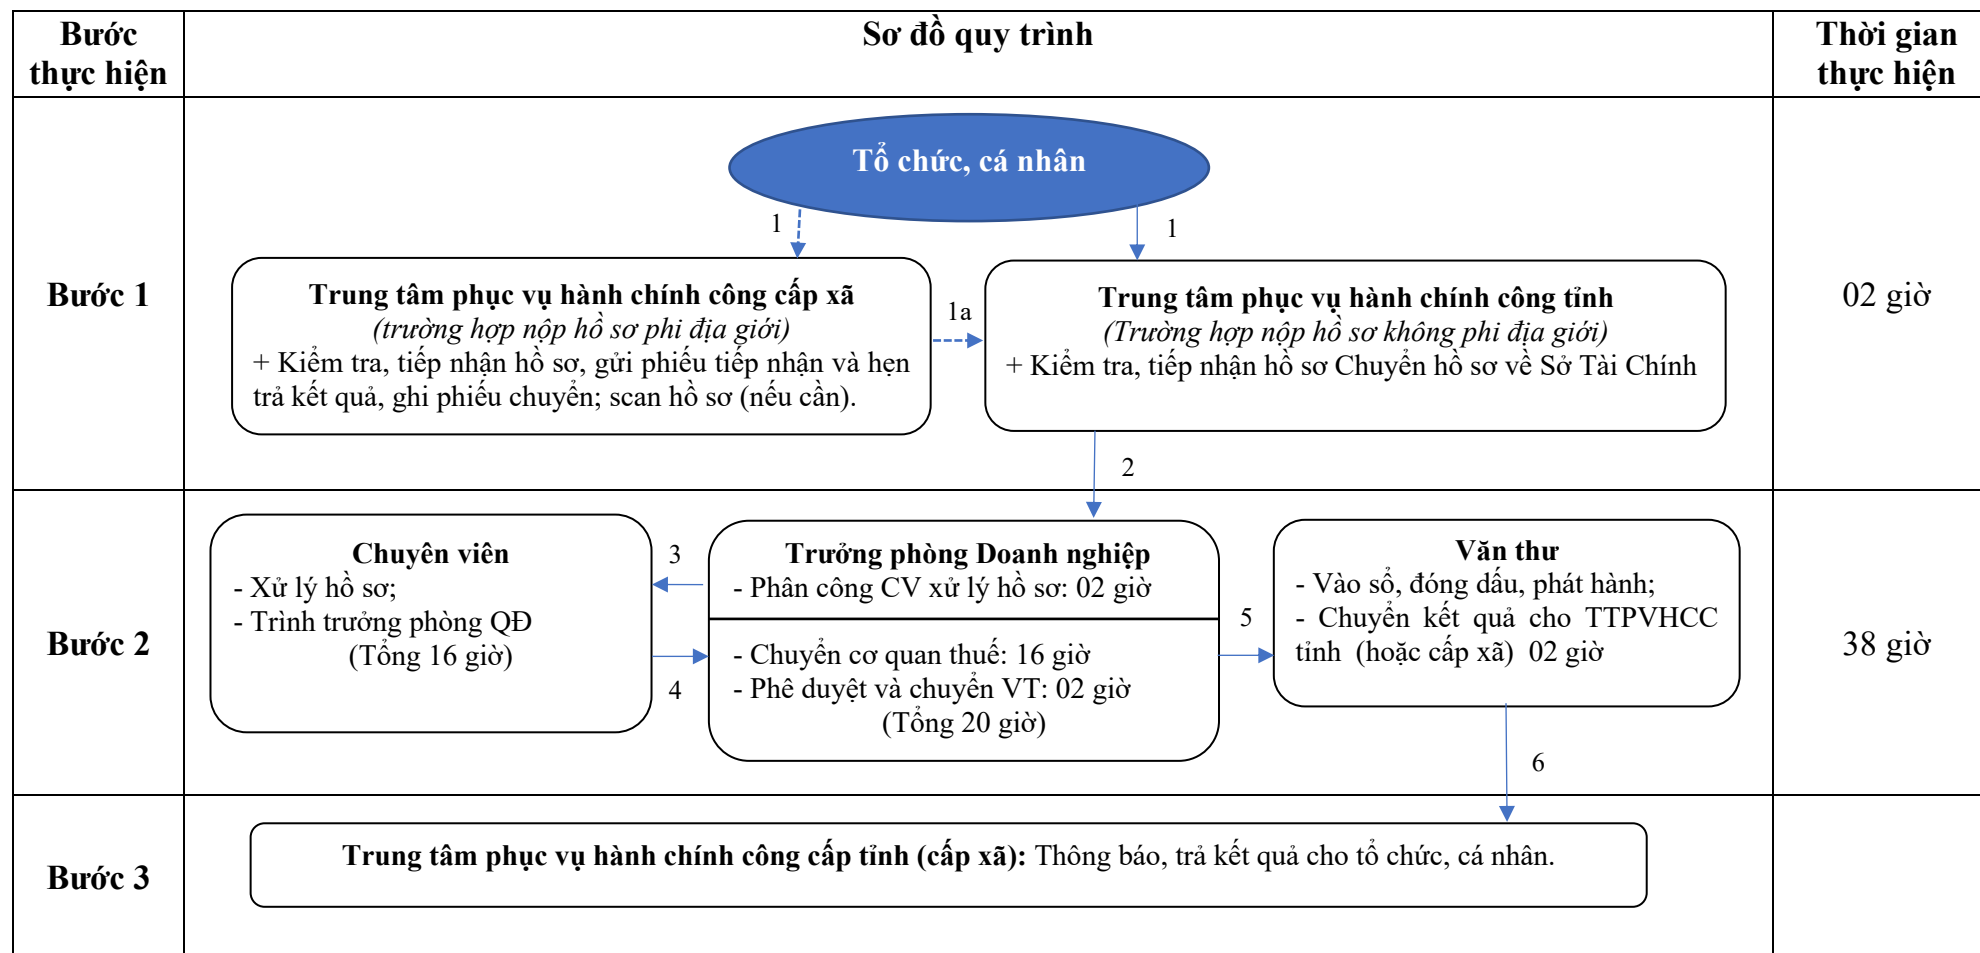 Bước
thực hiện
Sơ đồ quy trình
Thời gian
thực hiện
Bước 1
Tổ chức, cá nhân
1
1
Trung tâm phục vụ hành chính công cấp xã
(trường hợp nộp hồ sơ phi địa giới)
+ Kiểm tra, tiếp nhận hồ sơ, gửi phiếu tiếp nhận và hẹn
trả kết quả, ghi phiếu chuyển; scan hồ sơ (nếu cần).
1a
Trung tâm phục vụ hành chính công tỉnh
(Trường hợp nộp hồ sơ không phi địa giới)
+ Kiểm tra, tiếp nhận hồ sơ Chuyển hồ sơ về Sở Tài Chính
02 giờ
2
Bước 2
Chuyên viên
- Xử lý hồ sơ;
- Trình trưởng phòng QĐ
(Tổng 16 giờ)
3
4
Trưởng phòng Doanh nghiệp
- Phân công CV xử lý hồ sơ: 02 giờ
- Chuyển cơ quan thuế: 16 giờ
- Phê duyệt và chuyển VT: 02 giờ
(Tổng 20 giờ)
5
Văn thư
- Vào sổ, đóng dấu, phát hành;
- Chuyển kết quả cho TTPVHCC
tỉnh (hoặc cấp xã) 02 giờ
38 giờ
6
Bước 3
Trung tâm phục vụ hành chính công cấp tỉnh (cấp xã): Thông báo, trả kết quả cho tổ chức, cá nhân.